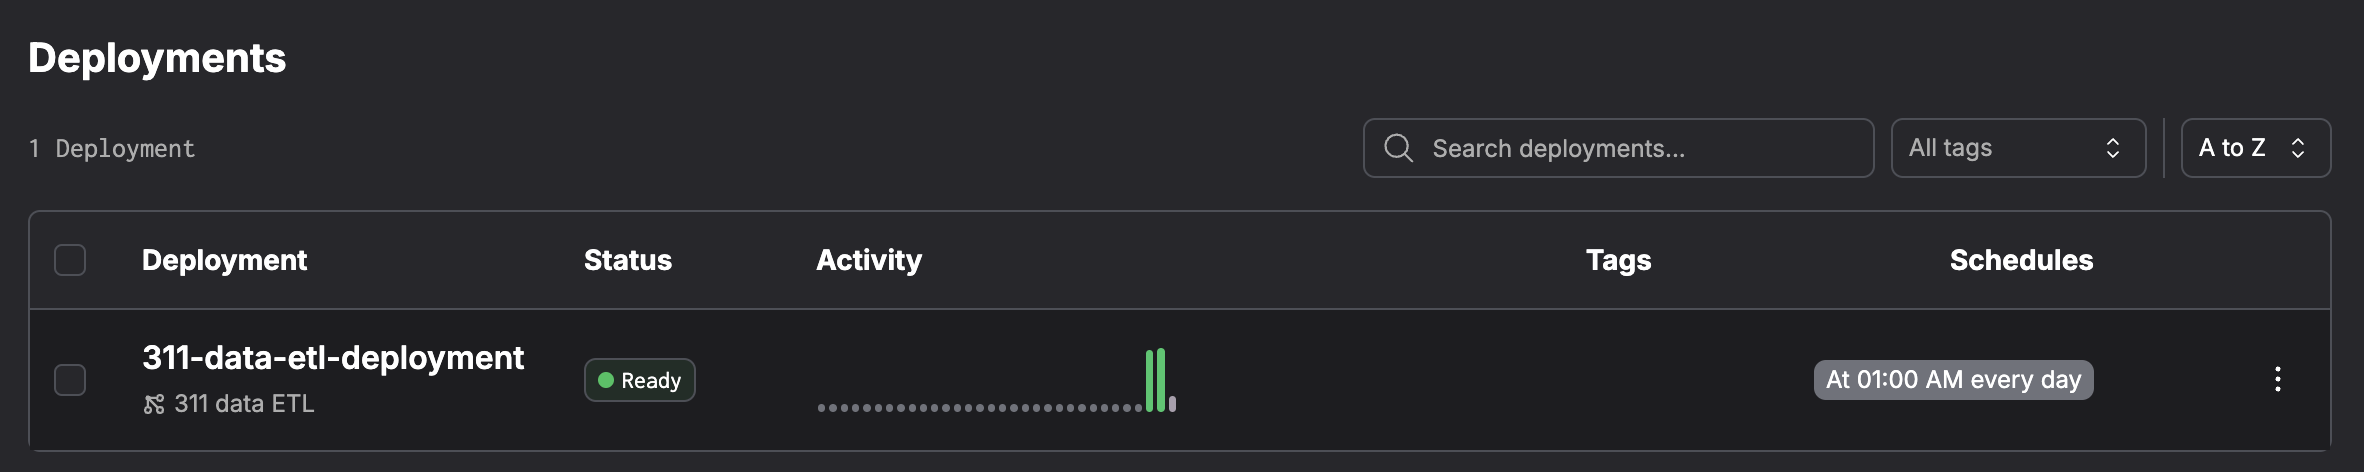 Deployments
1 Deployment
Search deployments...
All tags
A to Z
Deployment
Status
Activity
Tags
Schedules
311-data-etl-deployment
311 data ETL
Ready
At 01:00 AM every day